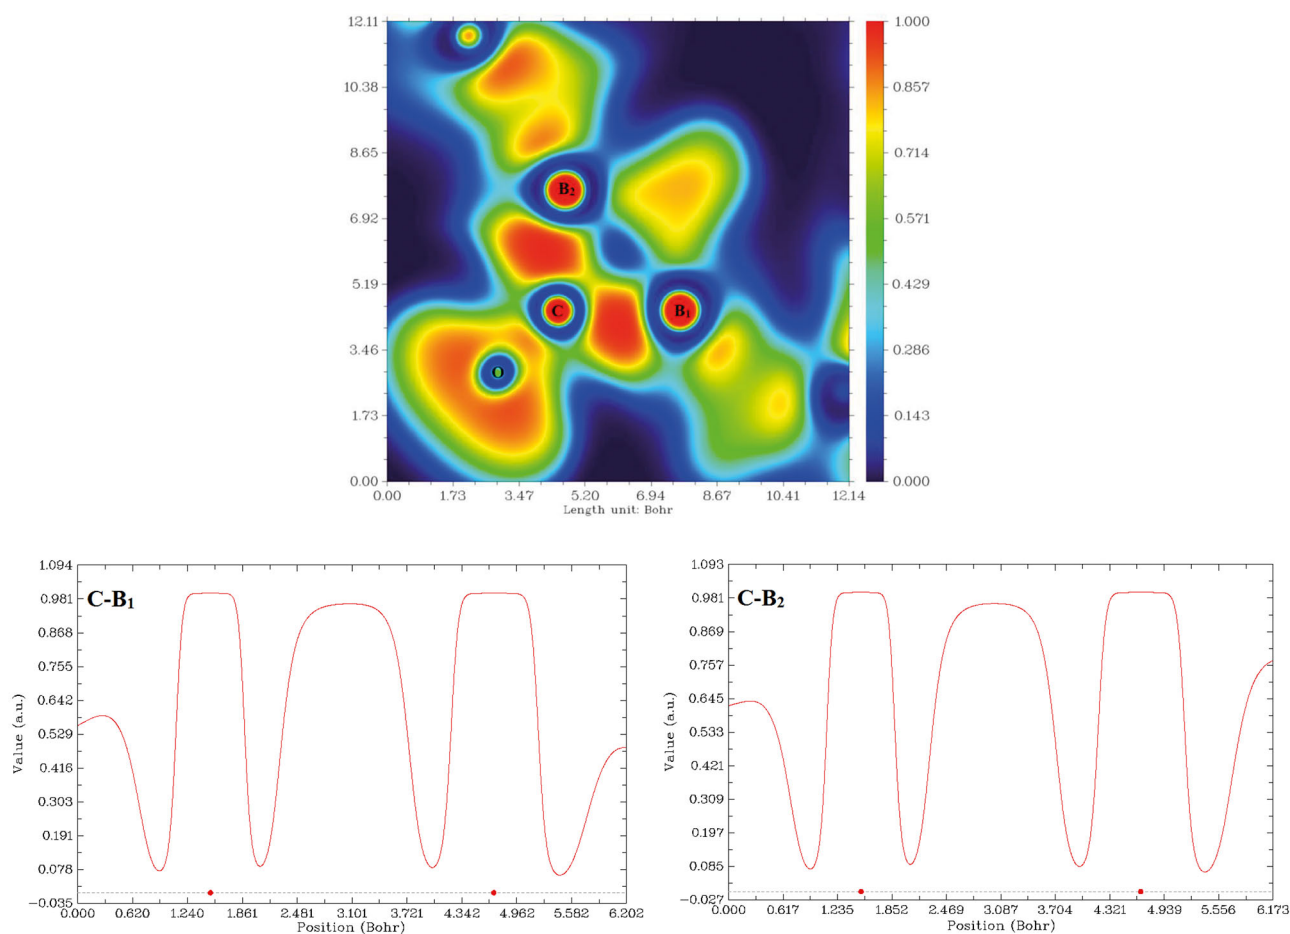 12.11
10.38
8.65
6.92
5.19
3.46
1.73
0.00
0.00 1.73 3.47 5.20 6.94 8.67 10.41 12.14
Length unit: Bohr
B2
C
B1
O
1.000
0.857
0.714
0.571
0.429
0.286
0.143
0.000
C-B1
Value (a.u.)
1.094
0.981
0.868
0.755
0.642
0.529
0.416
0.303
0.191
0.078
−0.035
0.000 0.620 1.240 1.861 2.481 3.101 3.721 4.342 4.962 5.582 6.202
Position (Bohr)
C-B2
Value (a.u.)
1.093
0.981
0.869
0.757
0.645
0.533
0.421
0.309
0.197
0.085
−0.027
0.000 0.617 1.235 1.852 2.469 3.087 3.704 4.321 4.939 5.556 6.173
Position (Bohr)